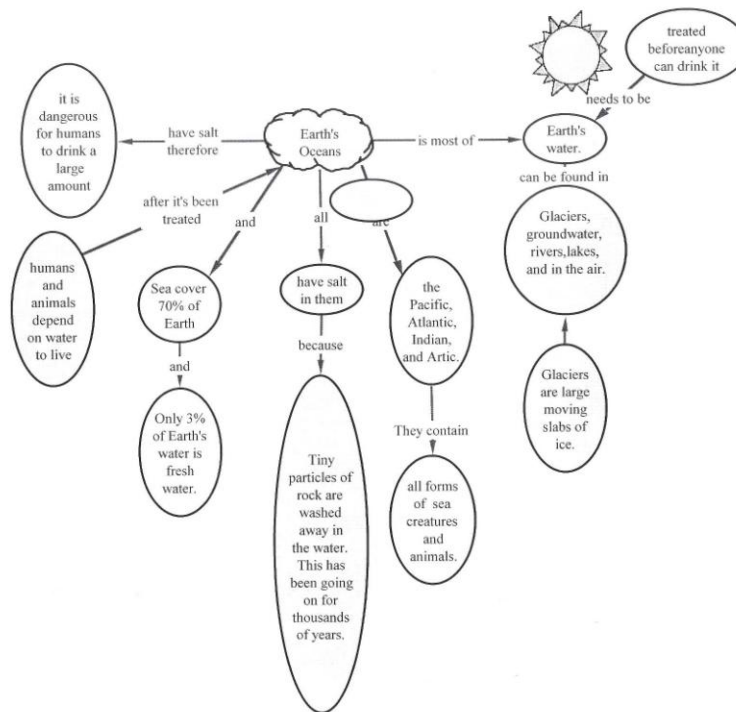 treated
beforeanyone
can drink it
needs to be
it is
dangerous
for humans
to drink a
large
amount
have salt
therefore
Earth's
Oceans
is most of
Earth's
water.
can be found in
after it's been
treated
and
all
are
Glaciers,
groundwater,
rivers,lakes,
and in the air.
humans
and
animals
depend
on water
to live
Sea cover
70% of
Earth
have salt
in them
the
Pacific,
Atlantic,
Indian,
and Artic.
because
and
Glaciers
are large
moving
slabs of
ice.
Only 3%
of Earth's
water is
fresh
water.
They contain
Tiny
particles of
rock are
washed
away in
the water.
This has
been going
on for
thousands
of years.
all forms
of sea
creatures
and
animals.